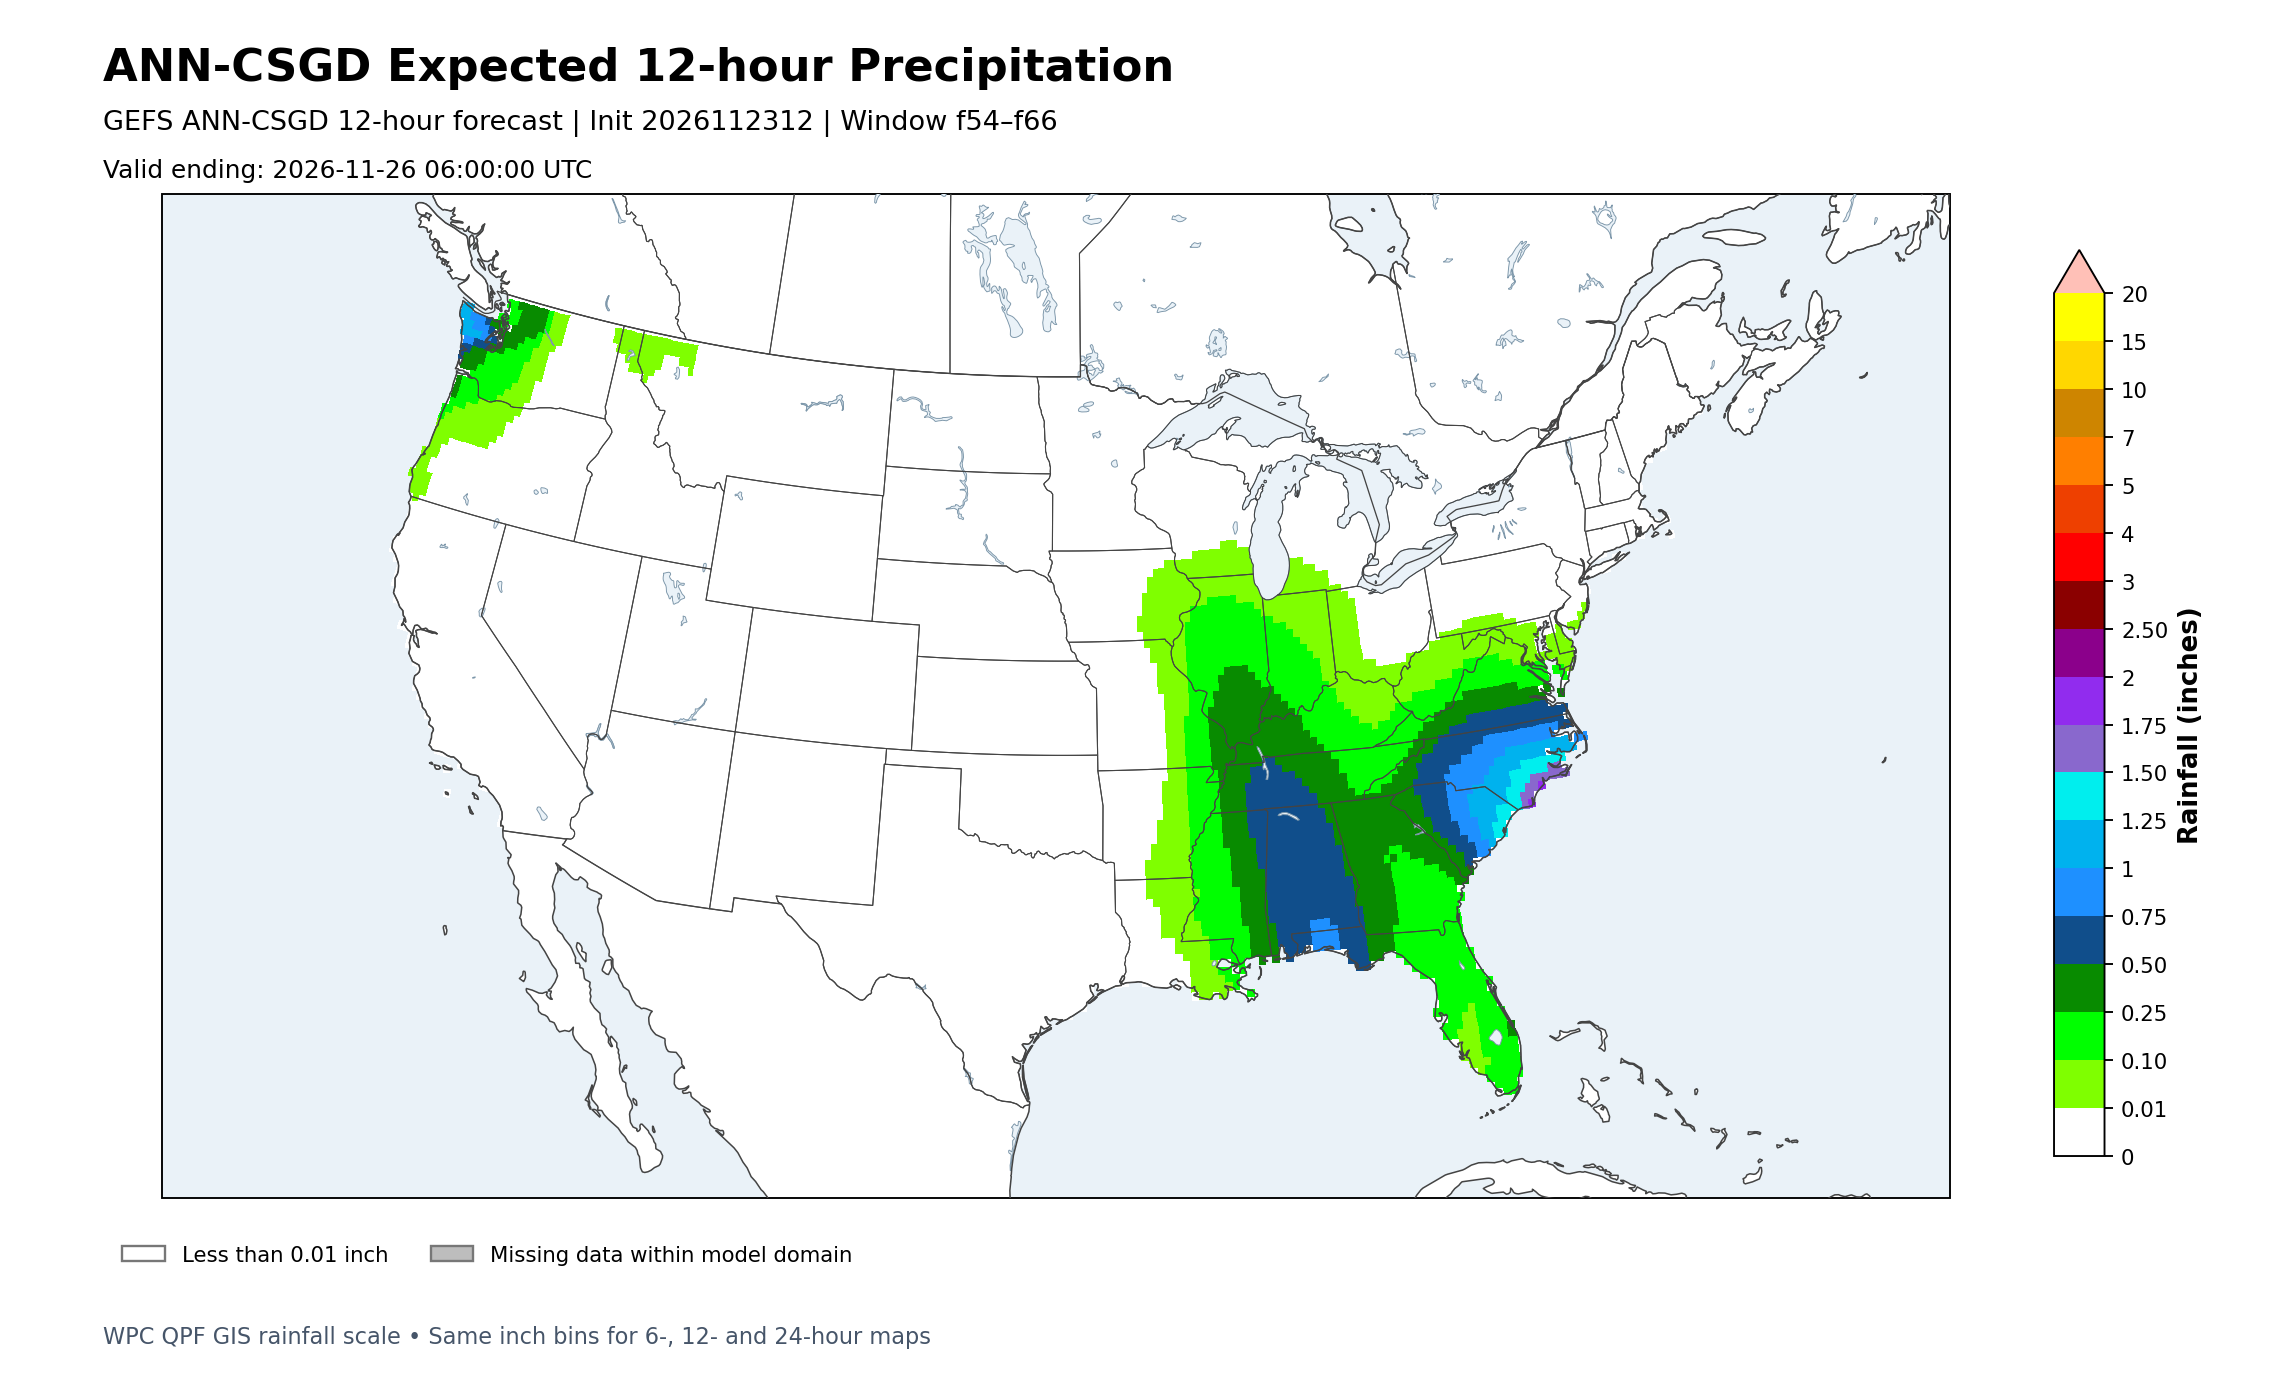 ANN-CSGD Expected 12-hour Precipitation
GEFS ANN-CSGD 12-hour forecast | Init 2026112312 | Window f54–f66
Valid ending: 2026-11-26 06:00:00 UTC
20
15
10
7
5
4
3
2.50
2
1.75
1.50
1.25
1
0.75
0.50
0.25
0.10
0.01
0
Rainfall (inches)
Less than 0.01 inch
Missing data within model domain
WPC QPF GIS rainfall scale • Same inch bins for 6-, 12- and 24-hour maps